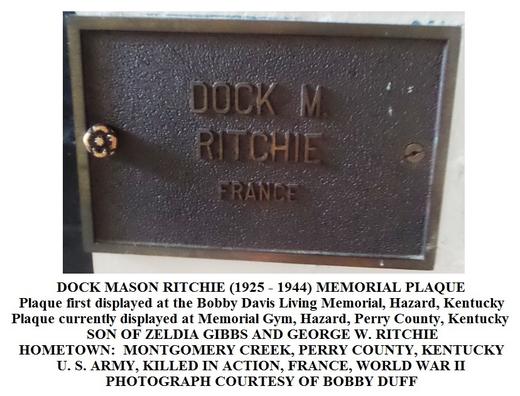 DOCK M.
RITCHIE
FRANCE
DOCK MASON RITCHIE (1925 - 1944) MEMORIAL PLAQUE
Plaque first displayed at the Bobby Davis Living Memorial, Hazard, Kentucky
Plaque currently displayed at Memorial Gym, Hazard, Perry County, Kentucky
SON OF ZELDIA GIBBS AND GEORGE W. RITCHIE
HOMETOWN:  MONTGOMERY CREEK, PERRY COUNTY, KENTUCKY
U. S. ARMY, KILLED IN ACTION, FRANCE, WORLD WAR II
PHOTOGRAPH COURTESY OF BOBBY DUFF